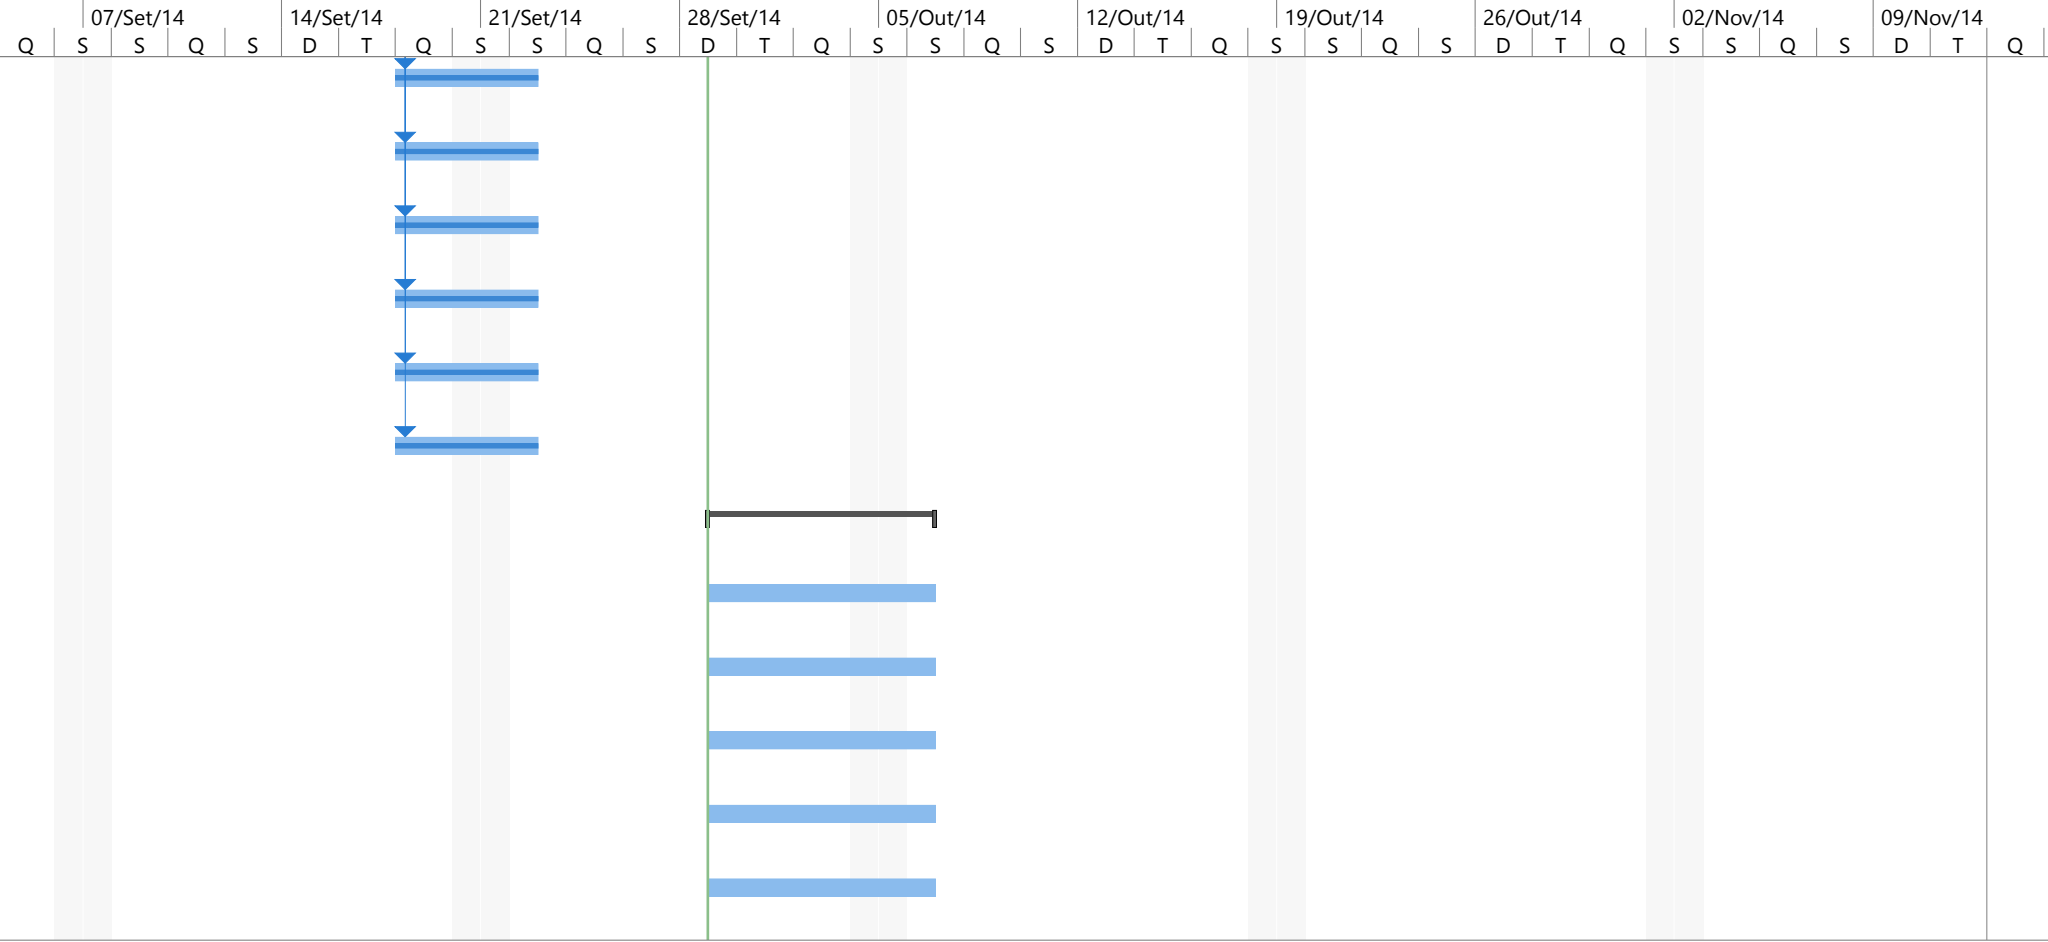 07/Set/14 14/Set/14 21/Set/14 28/Set/14 05/Out/14 12/Out/14 19/Out/14 26/Out/14 02/Nov/14 09/Nov/14
Q S S Q S D T Q S S Q S D T Q S S Q S D T Q S S Q S D T Q S S Q S D T Q